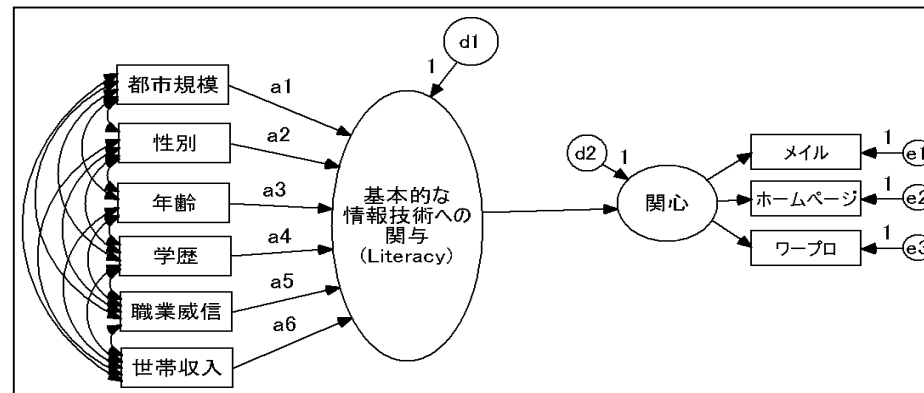 d1
1
都市規模
a1
性別
a2
年齢
a3
学歴
a4
職業威信
a5
世帯収入
a6
基本的な
情報技術への
関与
(Literacy)
d2
1
関心
メイル
1
e1
ホームページ
1
e2
ワープロ
1
e3